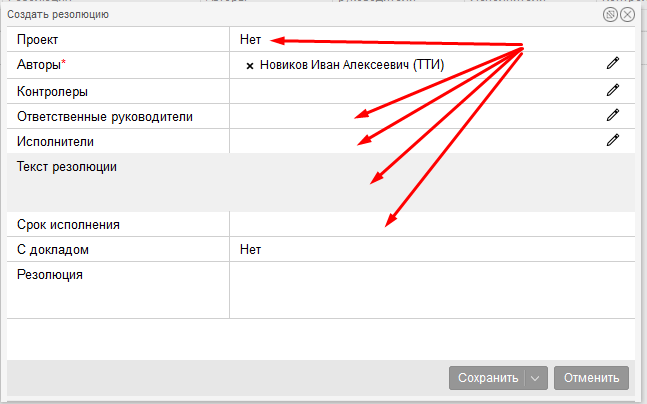 Создать резолюцию
Проект Нет
Авторы* × Новиков Иван Алексеевич (ТТИ)
Контролеры
Ответственные руководители
Исполнители
Текст резолюции
Срок исполнения
С докладом Нет
Резолюция
Сохранить Отменить